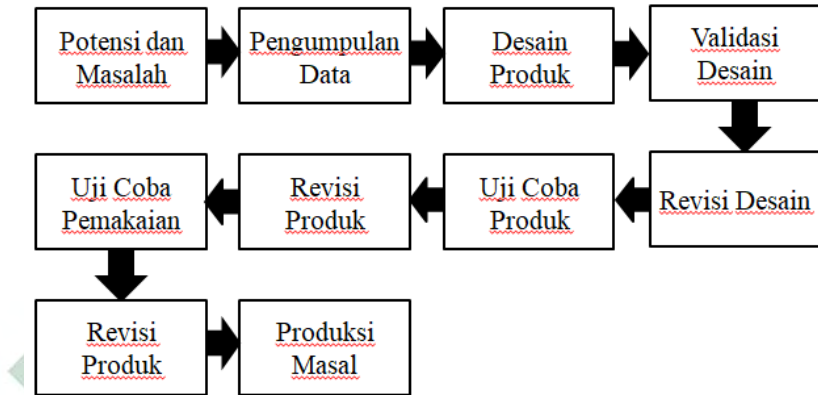 Potensi dan
Masalah
Pengumpulan
Data
Desain
Produk
Validasi
Desain
Revisi Desain
Uji Coba
Produk
Revisi
Produk
Uji Coba
Pemakaian
Revisi
Produk
Produksi
Masal